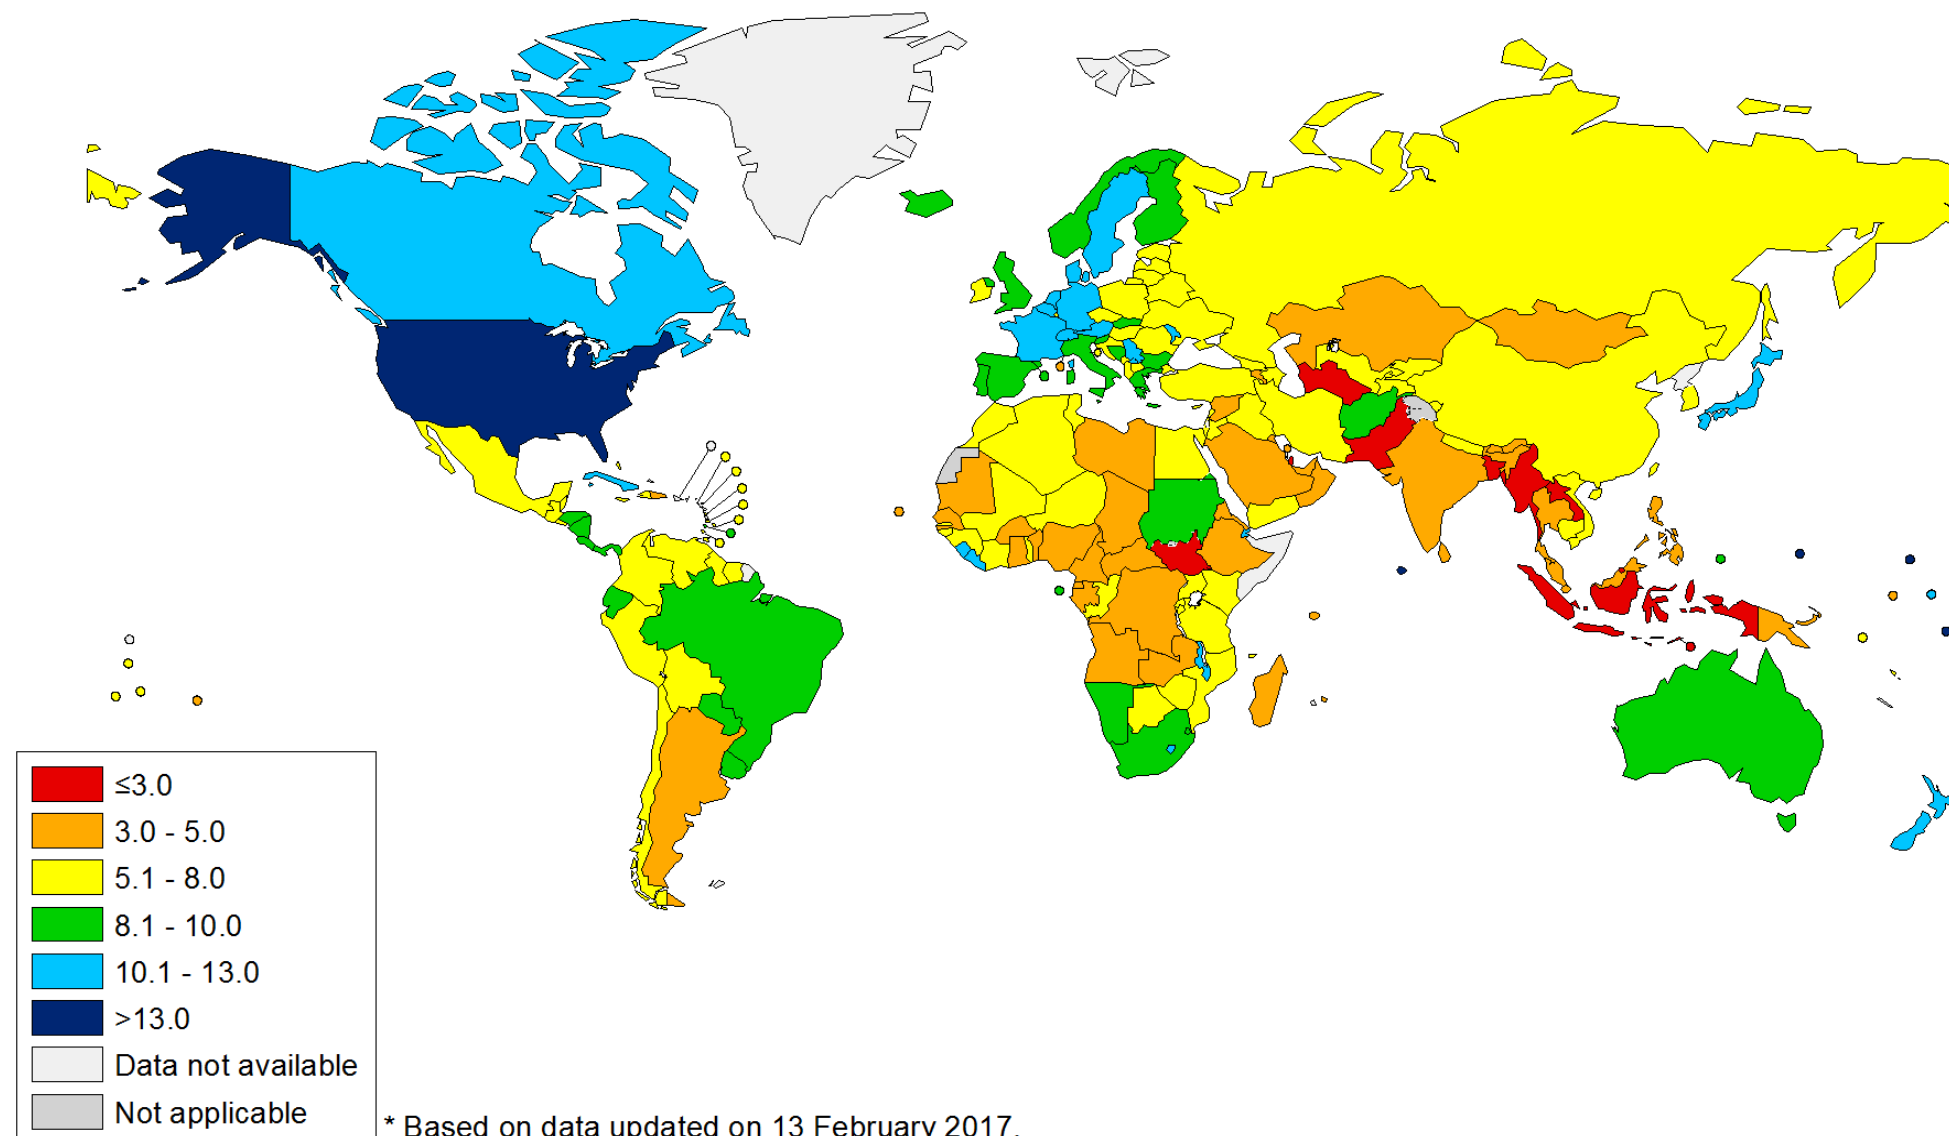 ≤3.0
3.0 - 5.0
5.1 - 8.0
8.1 - 10.0
10.1 - 13.0
>13.0
Data not available
Not applicable
* Based on data updated on 13 February 2017.